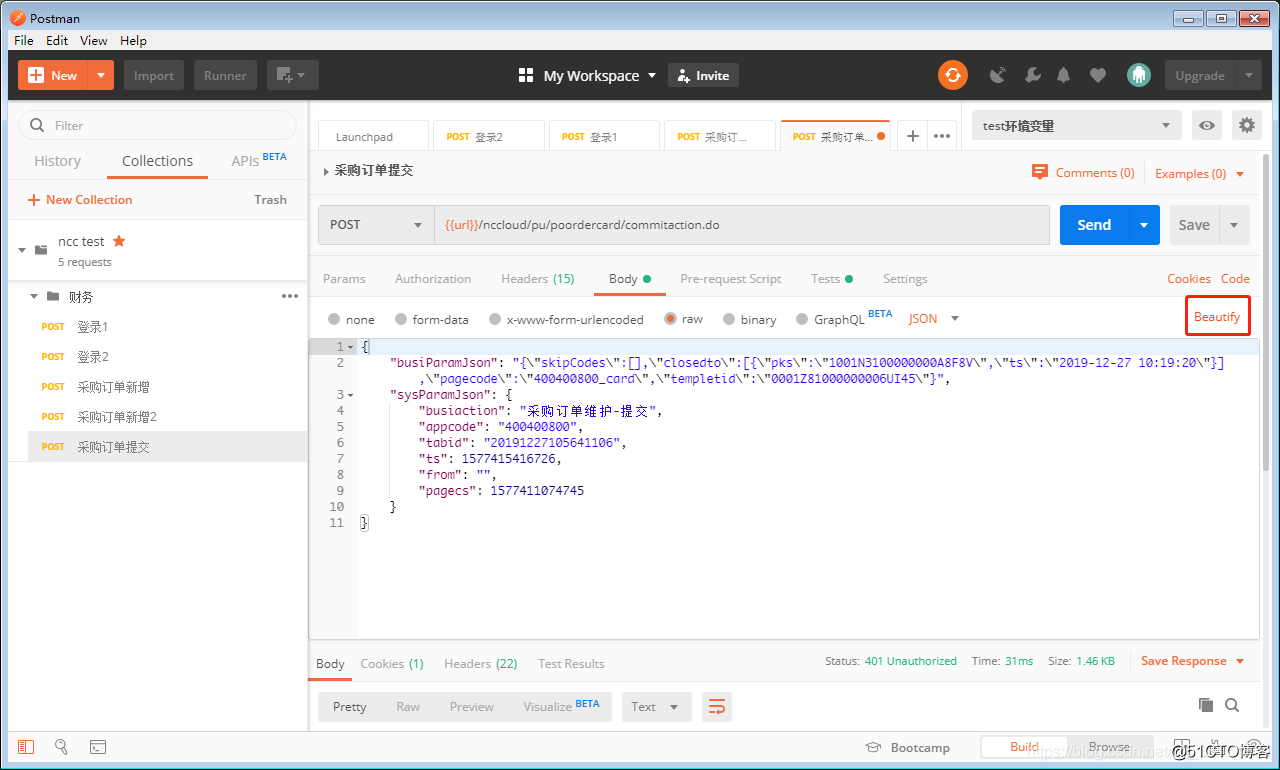 Postman
File Edit View Help
New Import Runner My Workspace Invite Upgrade
Filter
History Collections APIs BETA
New Collection Trash
ncc test
5 requests
财务
POST 登录1
POST 登录2
POST 采购订单新增
POST 采购订单新增2
POST 采购订单提交
Launchpad POST 登录2 POST 登录1 POST 采购订... POST 采购订单... test环境变量
采购订单提交 Comments (0) Examples (0)
POST {{url}}/nccloud/pu/poordercard/commitaction.do Send Save
Params Authorization Headers (15) Body Pre-request Script Tests Settings Cookies Code
none form-data x-www-form-urlencoded raw binary GraphQL BETA JSON Beautify
1 {
2 "busiParamJson": "{\"skipCodes\":[],\"closedto\":[{\"pks\":\"1001N3100000000A8F8V\",\"ts\":\"2019-12-27 10:19:20\"}]
,\"pagecode\":\"400400800_card\",\"templetid\":\"0001Z81000000006UI45\"}",
3 "sysParamJson": {
4 "busiaction": "采购订单维护-提交",
5 "appcode": "400400800",
6 "tabid": "20191227105641106",
7 "ts": 1577415416726,
8 "from": "",
9 "pagecs": 1577411074745
10 }
11 }
Body Cookies (1) Headers (22) Test Results Status: 401 Unauthorized Time: 31ms Size: 1.46 KB Save Response
Pretty Raw Preview Visualize BETA Text
Bootcamp Build Browse
@51CTO博客